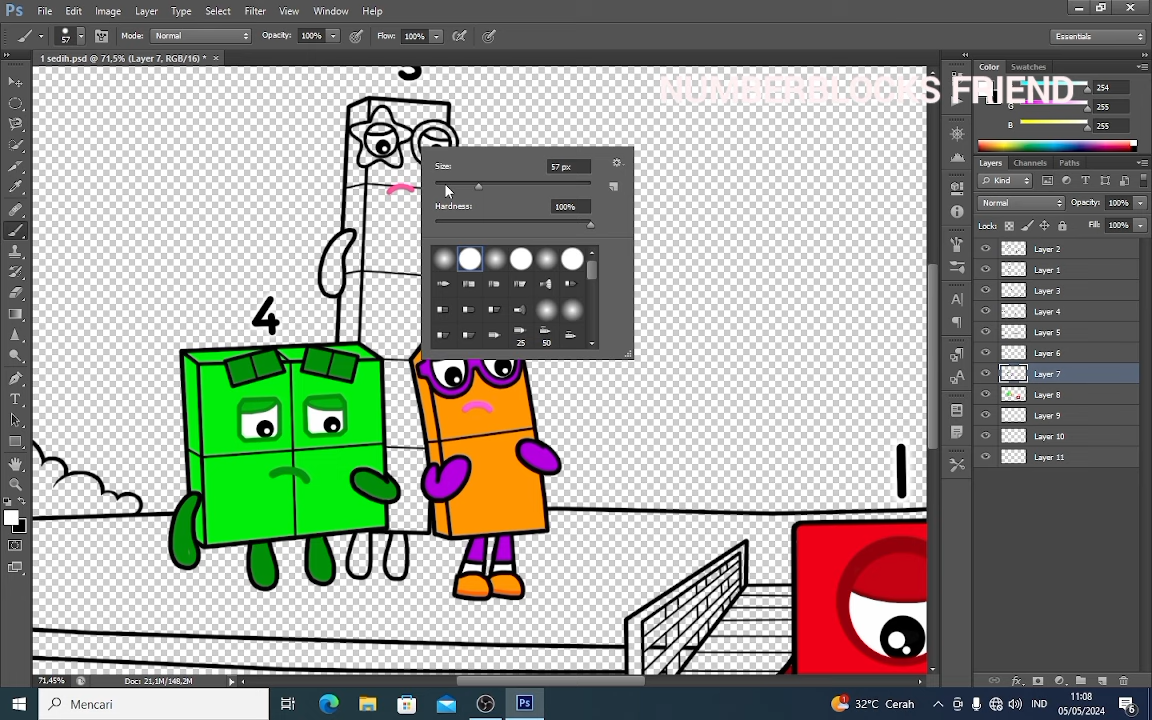 Ps File Edit Image Layer Type Select Filter 3D View Window Help
57 Mode: Normal Opacity: 100% Flow: 100% Essentials
1 sedih.psd @ 71,5% (Layer 7, RGB/16) * ×
NUMBERBLOCKS FRIEND
Color Swatches
254
G 255
B 255
Layers Channels Paths
Kind
Normal Opacity: 100%
Lock: Fill: 100%
Layer 2
Layer 1
Layer 3
Layer 4
Layer 5
Layer 6
Layer 7
Layer 8
Layer 9
Layer 10
Layer 11
Size: 57 px
Hardness: 100%
25 50
4
1
71,45% Doc: 21,1M/148,2M
Mencari
32°C Cerah
IND
11:08
05/05/2024
6